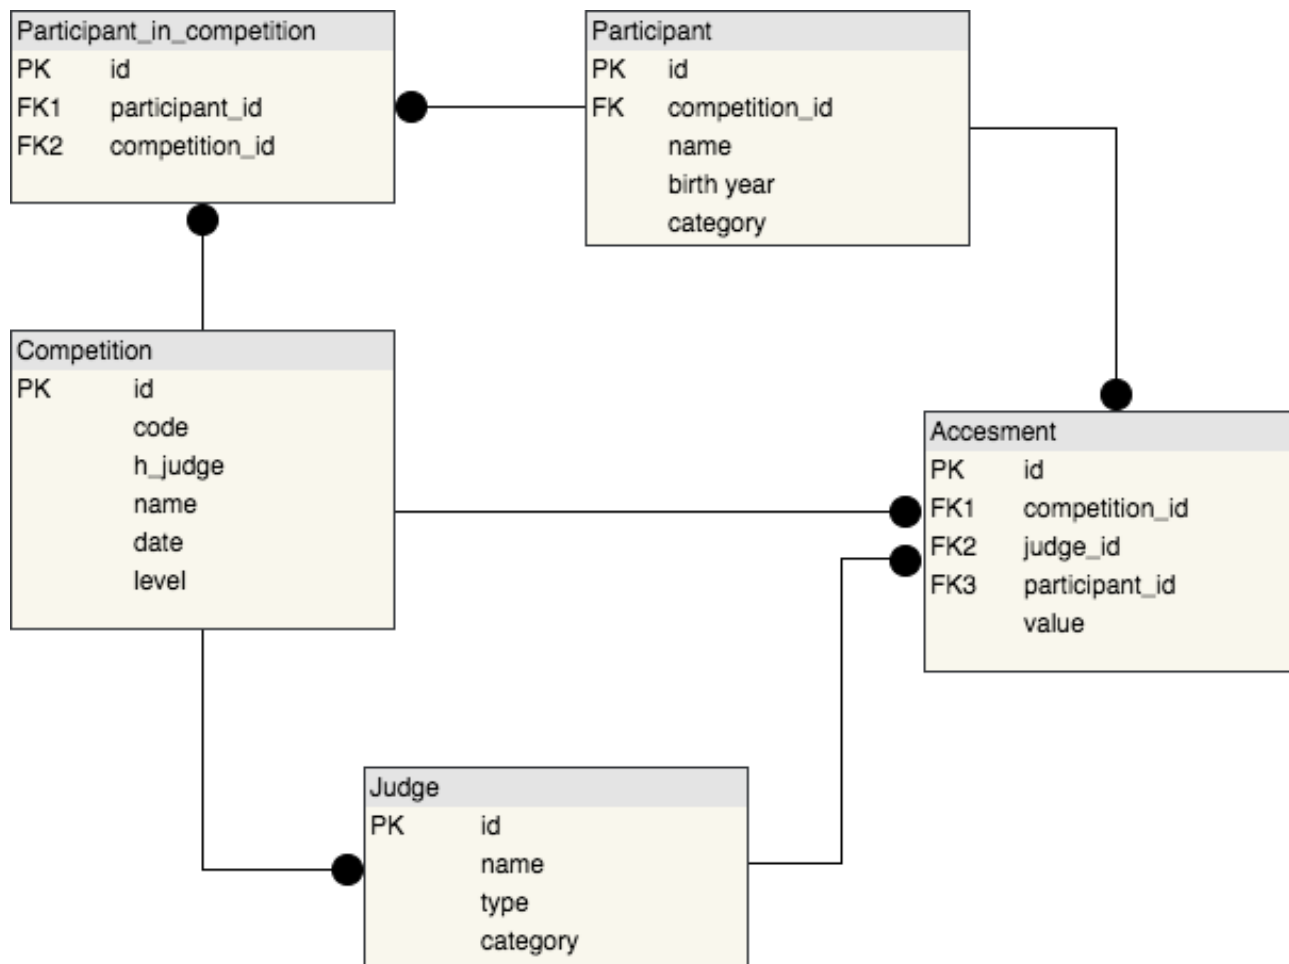 Participant_in_competition
PK id
FK1 participant_id
FK2 competition_id
Participant
PK id
FK competition_id
name
birth year
category
Competition
PK id
code
h_judge
name
date
level
Accesment
PK id
FK1 competition_id
FK2 judge_id
FK3 participant_id
value
Judge
PK id
name
type
category